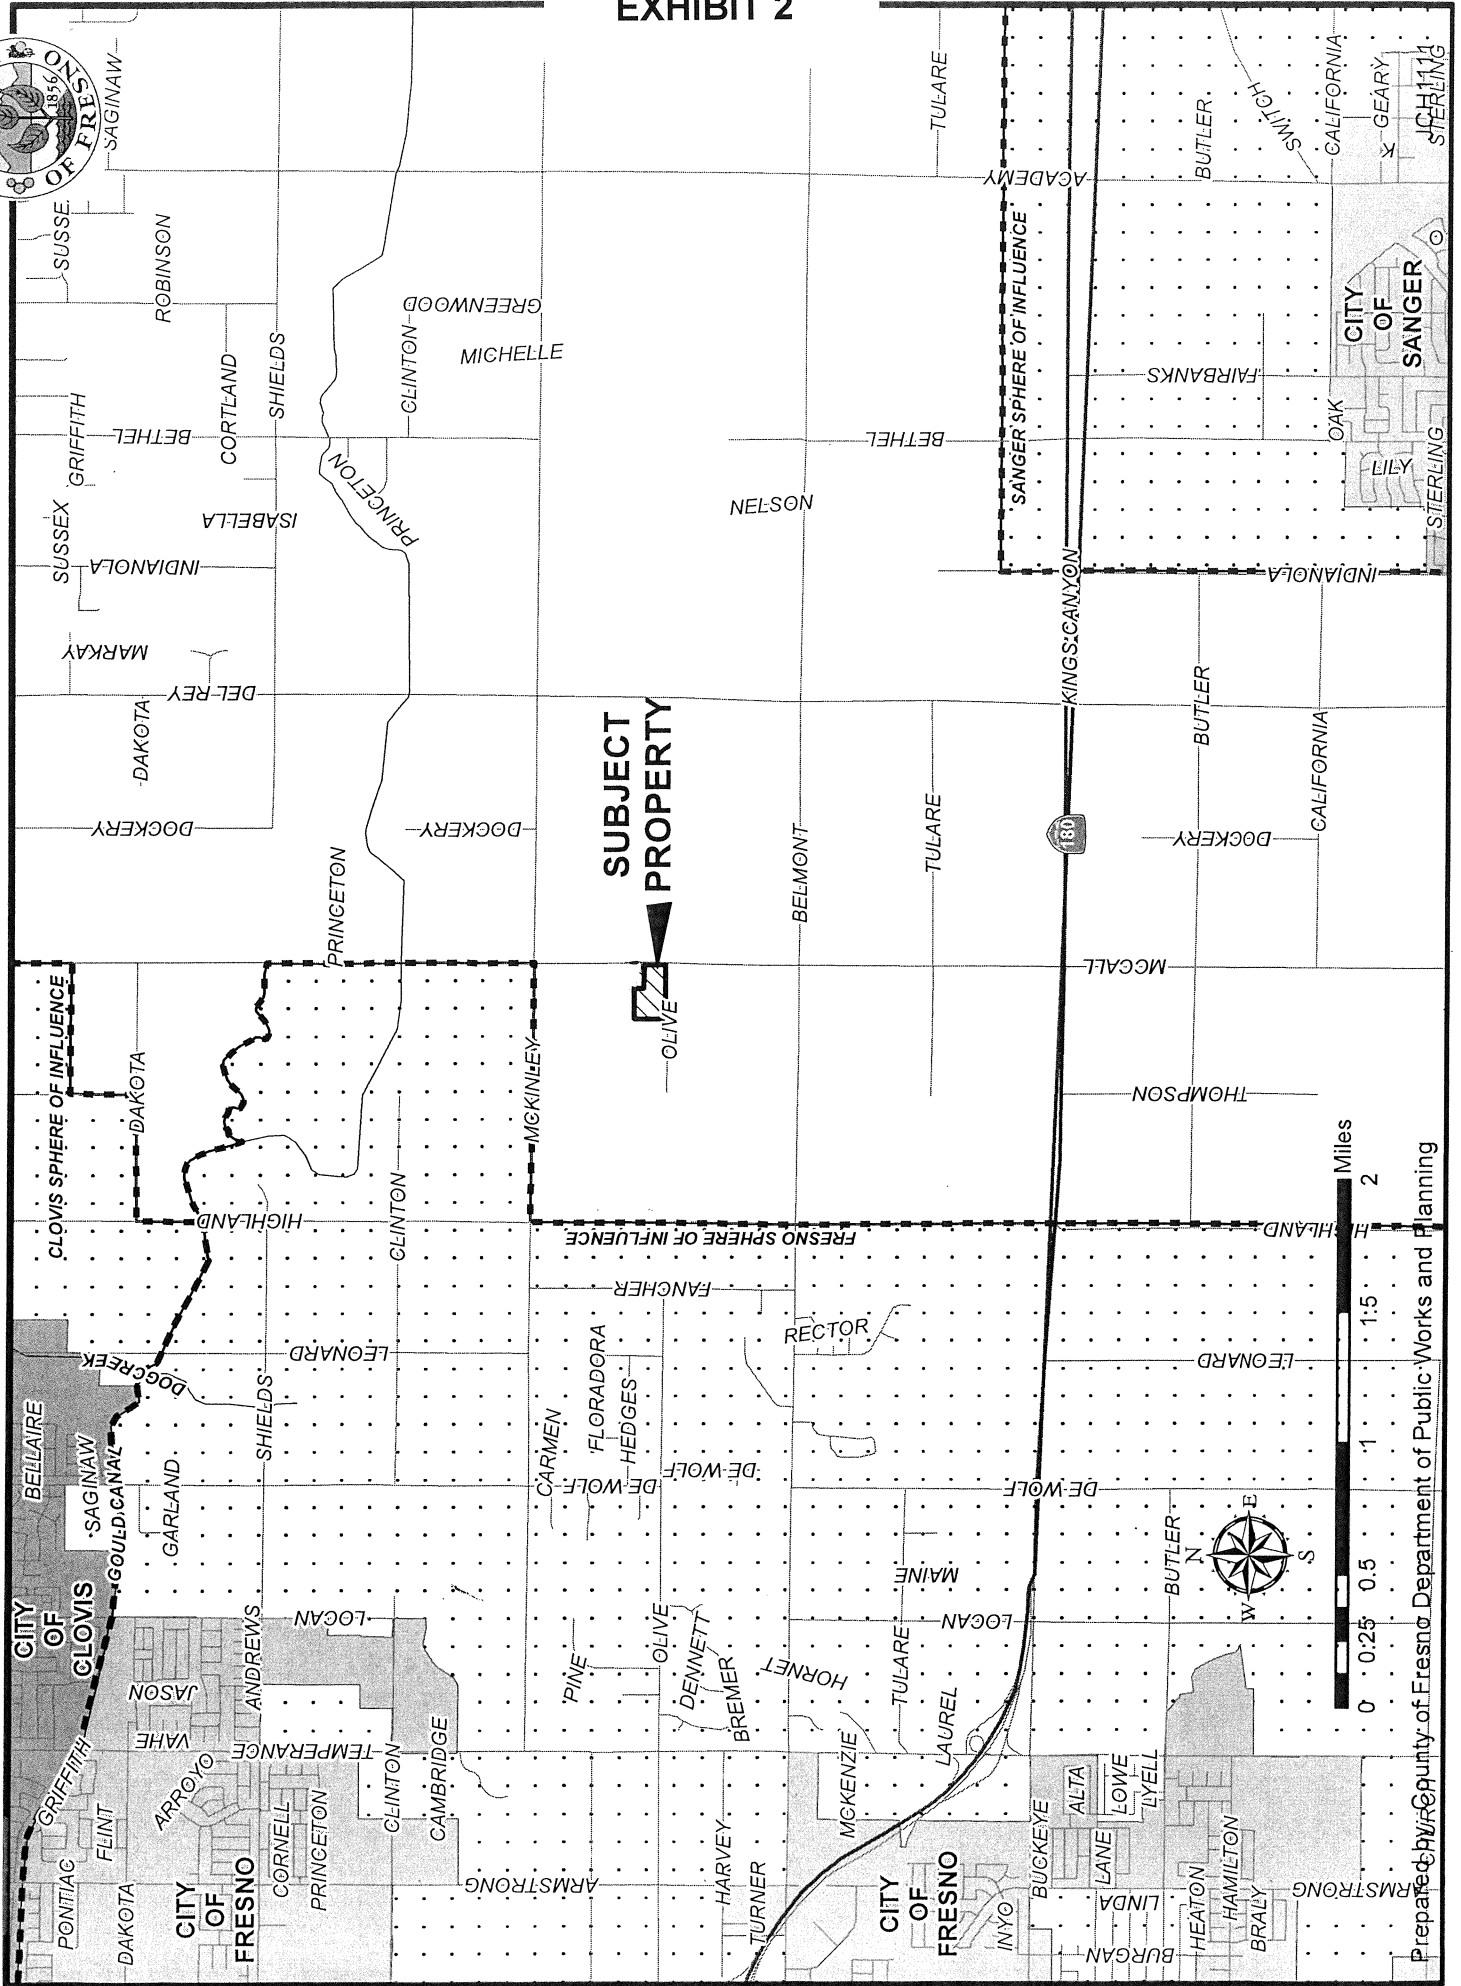 EXHIBIT 2
ONS
1856
OF FRES
CITY
OF
CLOVIS
BELLAIRE
SAGINAW
GOULD CANAL
GARLAND
DOG CREEK
CLOVIS SPHERE OF INFLUENCE
DAKOTA
MARKAY
SUSSEX
GRIFFITH
SUSSE
SAGINAW
ROBINSON
CORTLAND
BETHEL
INDIANOLA
ISABELLA
DEL REY
DAKOTA
DOCKERY
SHIELDS
GRIFFITH
PONTIAC
FLINT
DAKOTA
VAHE
JASON
ARROYO
ANDREWS
LOGAN
SHIELDS
LEONARD
HIGHLAND
CITY
OF
FRESNO
CORNELL
PRINCETON
TEMPERANCE
PRINCETON
PRINCETON
CLINTON
CAMBRIDGE
CLINTON
DOCKERY
CLINTON
GREENWOOD
MICHELLE
ARMSTRONG
MCKINLEY
CARMEN
DE WOLF
FLORADORA
HEDGES
FANCHER
FRESNO SPHERE OF INFLUENCE
PINE
OLIVE
DE WOLF
DENNETT
BREMER
HORNET
OLIVE
SUBJECT
PROPERTY
NELSON
HARVEY
TURNER
RECTOR
BELMONT
BETHEL
MCKENZIE
TULARE
MAINE
TULARE
TULARE
LAUREL
LOGAN
CITY
OF
FRESNO
INYO
DE WOLF
MCCALL
KINGS CANYON
180
ACADEMY
SANGER SPHERE OF INFLUENCE
BUCKEYE
ALTA
LANE
LOWE
LYELL
LINDA
BURGAN
HEATON
HAMILTON
BRALY
ARMSTRONG
CHURCH
BUTLER
LEONARD
HIGHLAND
THOMPSON
BUTLER
DOCKERY
CALIFORNIA
INDIANOLA
FAIRBANKS
BUTLER
SWITCH
CALIFORNIA
GEARY
K
OAK
LILY
STERLING
STERLING
CITY
OF
SANGER
O
JCH1111
N
W
E
S
0 0.25 0.5 1 1.5 2
Miles
Prepared by: County of Fresno Department of Public Works and Planning